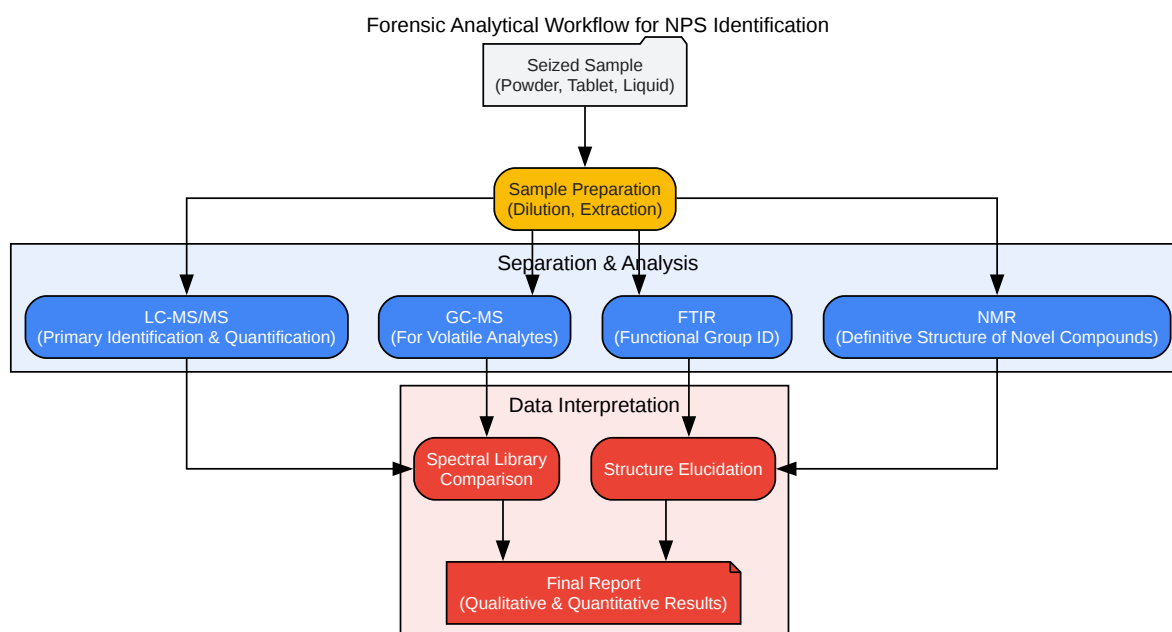 Forensic Analytical Workflow for NPS Identification
Seized Sample
(Powder, Tablet, Liquid)
Sample Preparation
(Dilution, Extraction)
Separation & Analysis
LC-MS/MS
(Primary Identification & Quantification)
GC-MS
(For Volatile Analytes)
FTIR
(Functional Group ID)
NMR
(Definitive Structure of Novel Compounds)
Data Interpretation
Spectral Library
Comparison
Structure Elucidation
Final Report
(Qualitative & Quantitative Results)